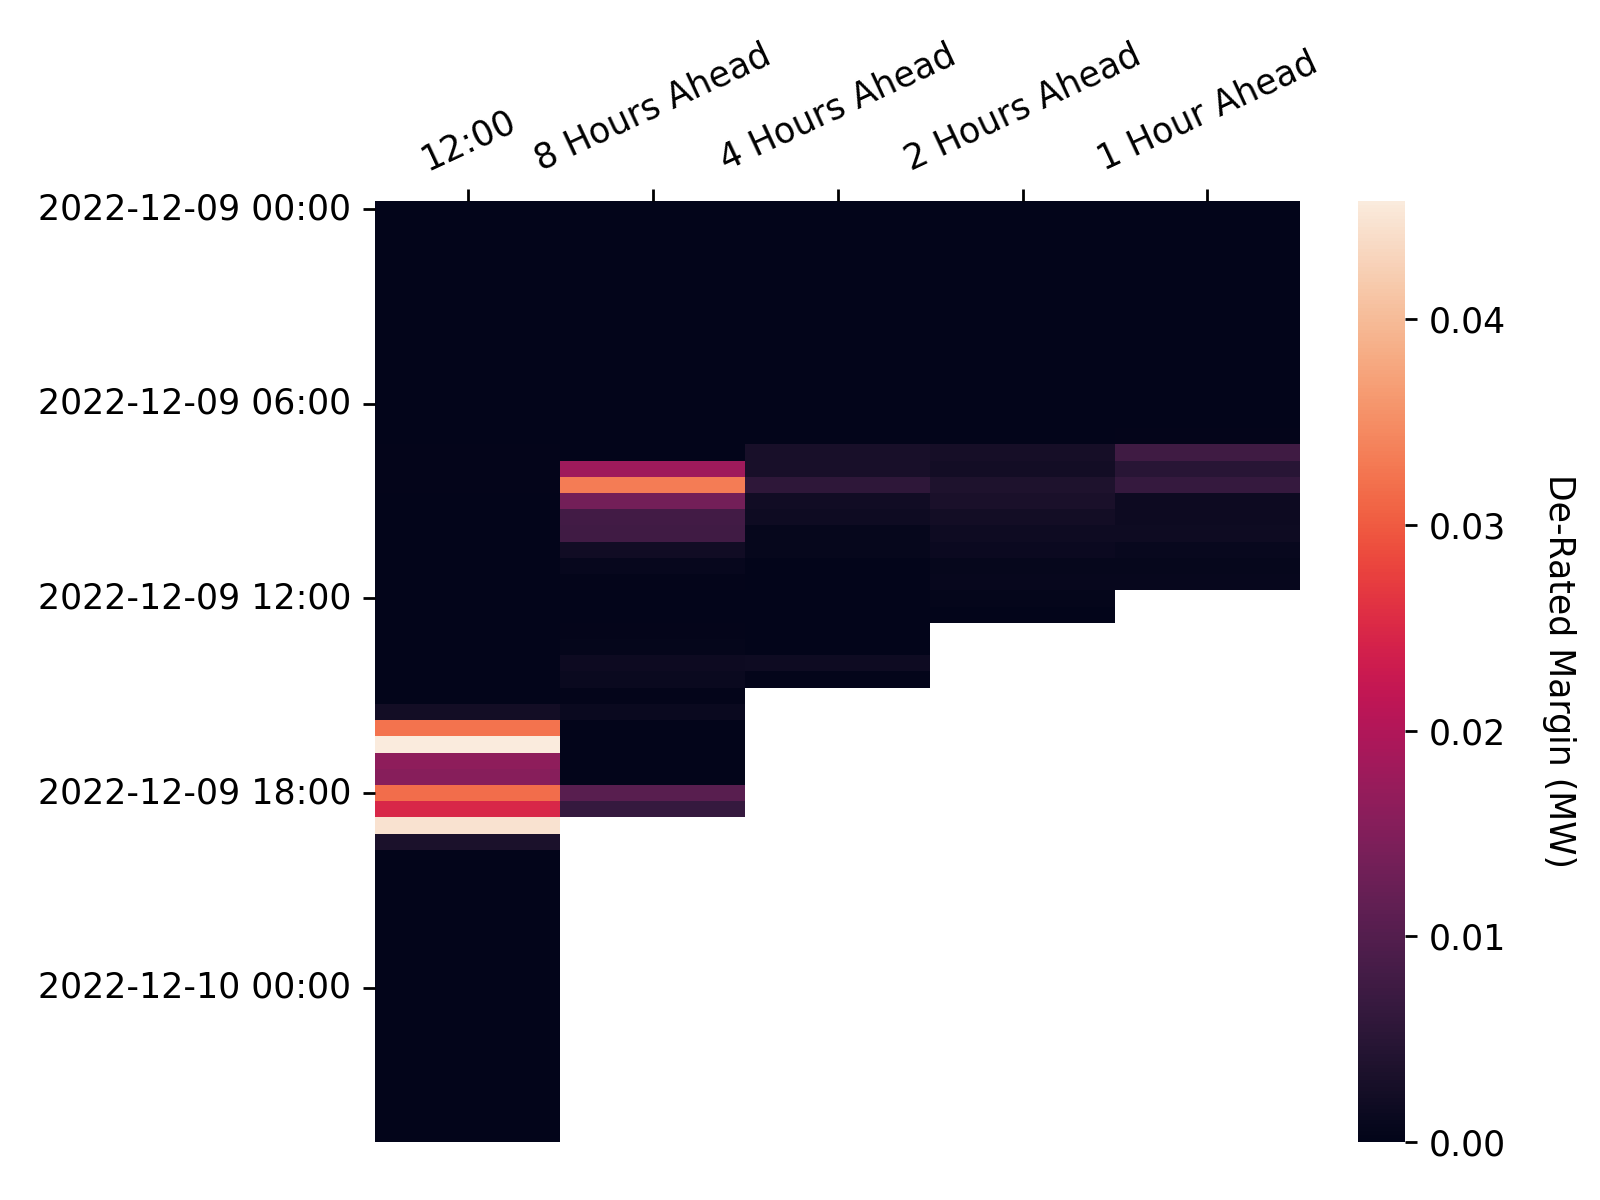 12:00
8 Hours Ahead
4 Hours Ahead
2 Hours Ahead
1 Hour Ahead
2022-12-09 00:00
2022-12-09 06:00
2022-12-09 12:00
2022-12-09 18:00
2022-12-10 00:00
0.04
0.03
0.02
0.01
0.00
De-Rated Margin (MW)